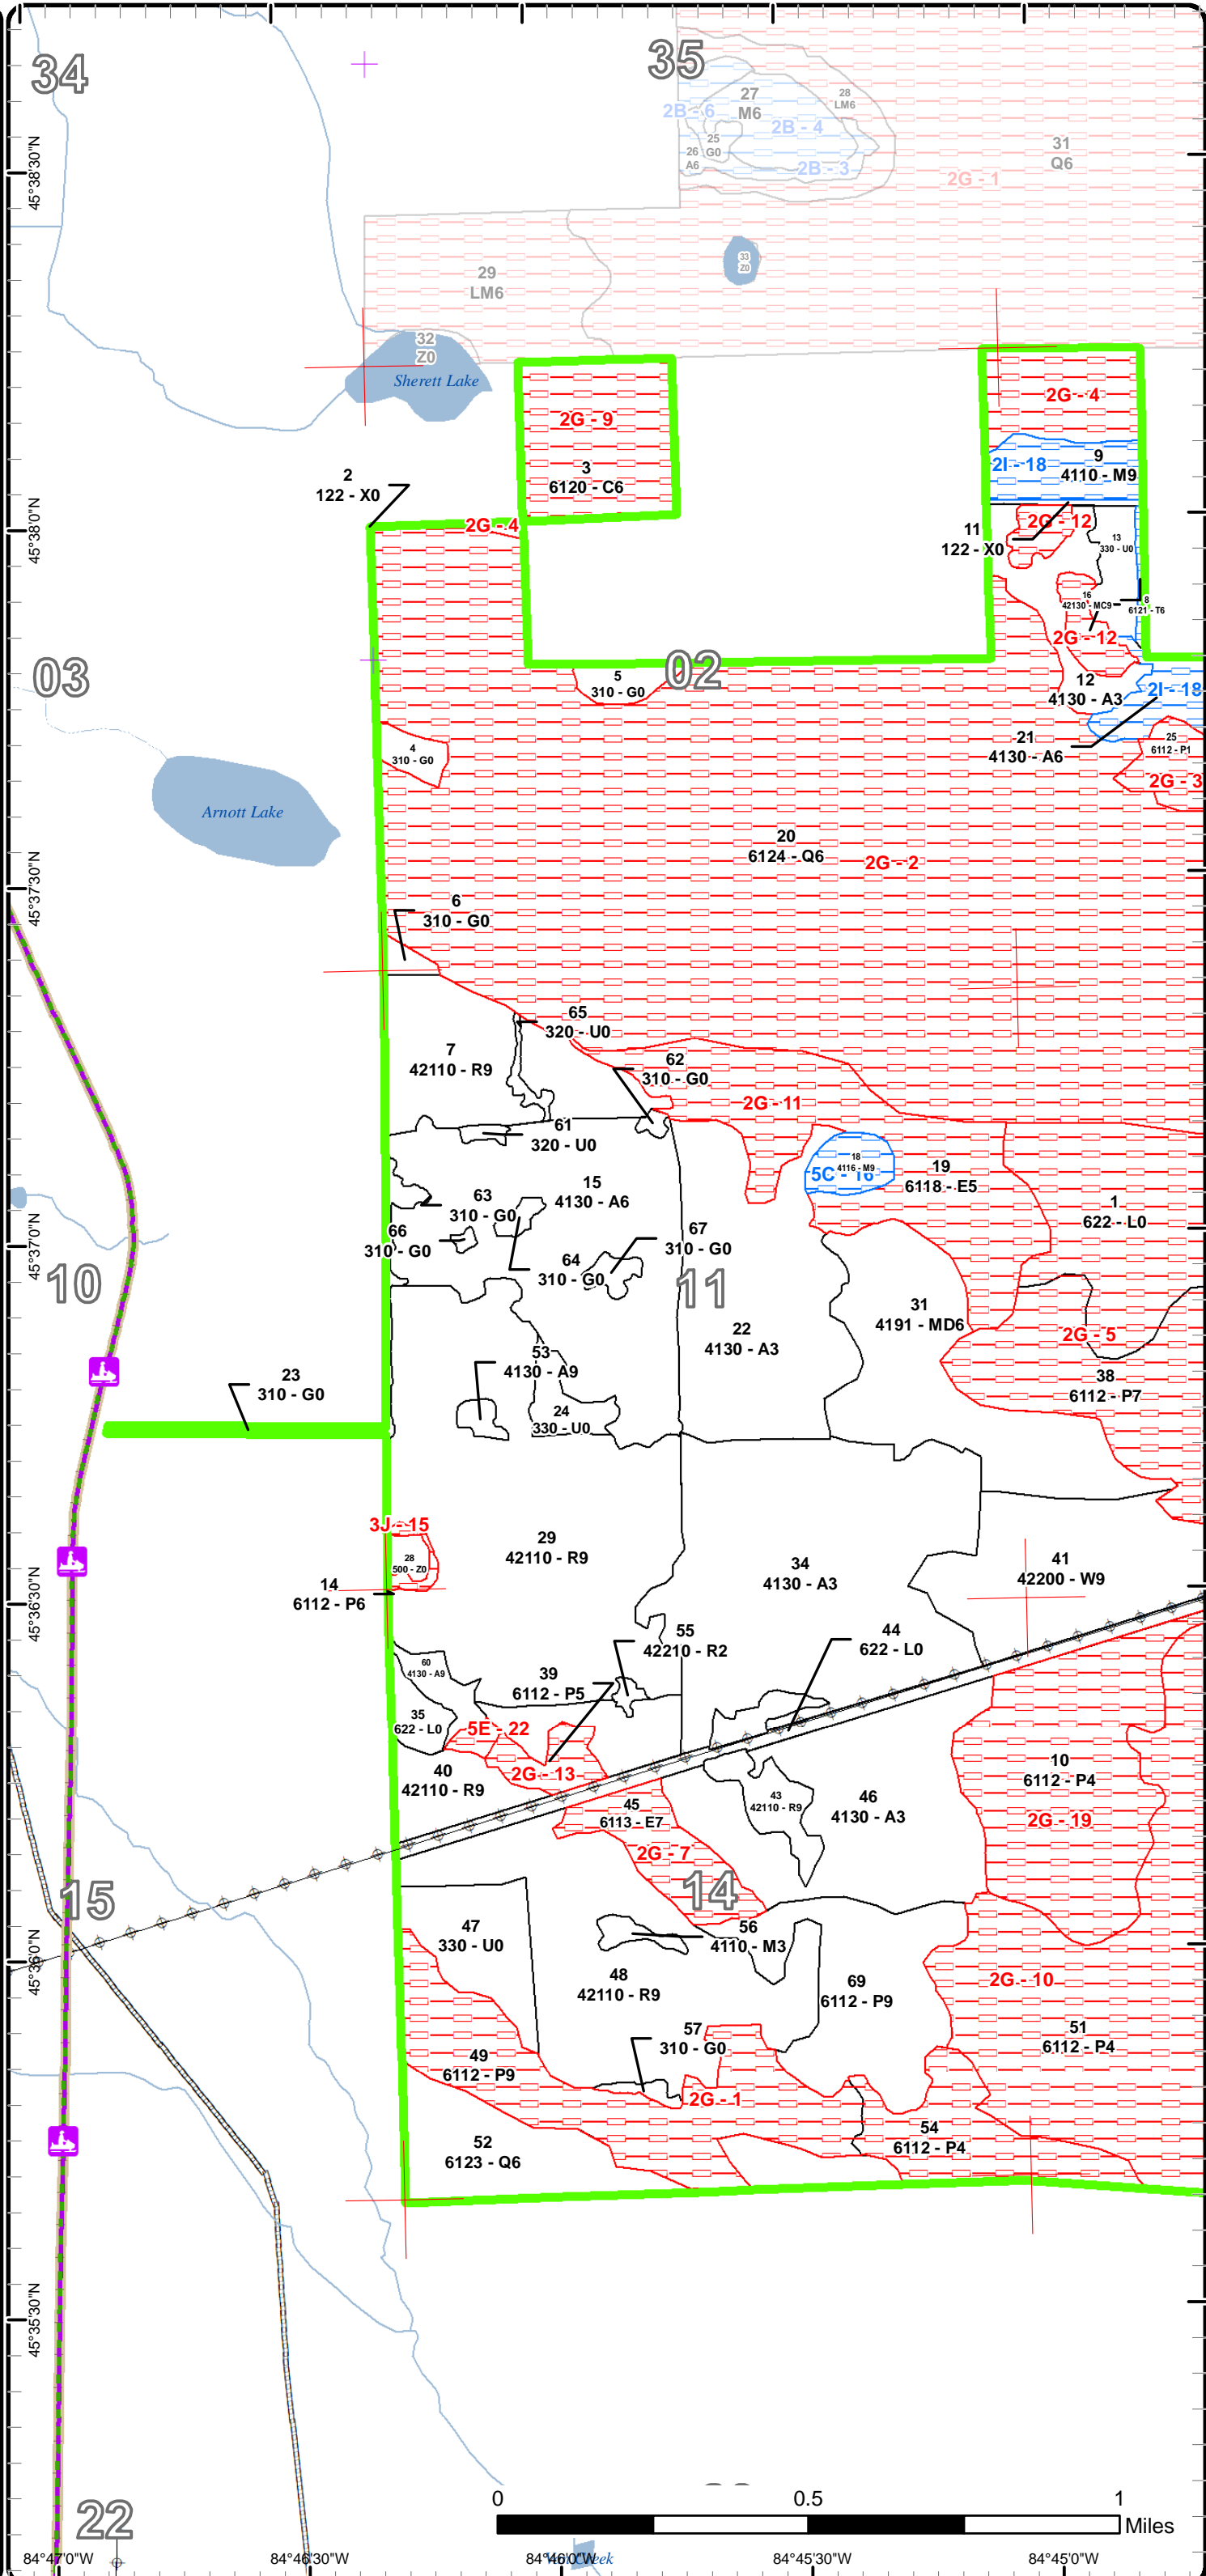 34
35
27
M6
28
LM6
2B - 6
2B - 4
25
G0
26
A6
2B - 3
31
Q6
2G - 1
45°38'30"N
33
Z0
29
LM6
32
Z0
Sherett Lake
2G - 9
3
6120 - C6
2G - 4
9
4110 - M9
2I - 18
2
122 - X0
2G - 4
11
122 - X0
2G - 12
13
330 - U0
45°38'0"N
16
42130 - MC9
8
6121 - T6
2G - 12
03
02
5
310 - G0
12
4130 - A3
2I - 18
21
4130 - A6
25
6112 - P1
2G - 3
4
310 - G0
Arnott Lake
20
6124 - Q6
2G - 2
45°37'30"N
6
310 - G0
65
320 - U0
7
42110 - R9
62
310 - G0
2G - 11
61
320 - U0
18
4116 - M9
5C - 16
19
6118 - E5
15
4130 - A6
63
310 - G0
1
622 - L0
66
310 - G0
67
310 - G0
64
310 - G0
45°37'0"N
10
11
22
4130 - A3
31
4191 - MD6
2G - 5
53
4130 - A9
23
310 - G0
38
6112 - P7
24
330 - U0
3J - 15
28
500 - Z0
29
42110 - R9
34
4130 - A3
41
42200 - W9
14
6112 - P6
45°36'30"N
55
42210 - R2
44
622 - L0
60
4130 - A9
39
6112 - P5
35
622 - L0
5E - 22
40
42110 - R9
2G - 13
10
6112 - P4
43
42110 - R9
46
4130 - A3
45
6113 - E7
2G - 19
2G - 7
15
14
47
330 - U0
56
4110 - M3
45°36'0"N
48
42110 - R9
69
6112 - P9
2G - 10
57
310 - G0
51
6112 - P4
49
6112 - P9
2G - 1
54
6112 - P4
52
6123 - Q6
45°35'30"N
22
0
0.5
1
Miles
84°47'0"W
84°46'30"W
84°46'0"W
84°45'30"W
84°45'0"W